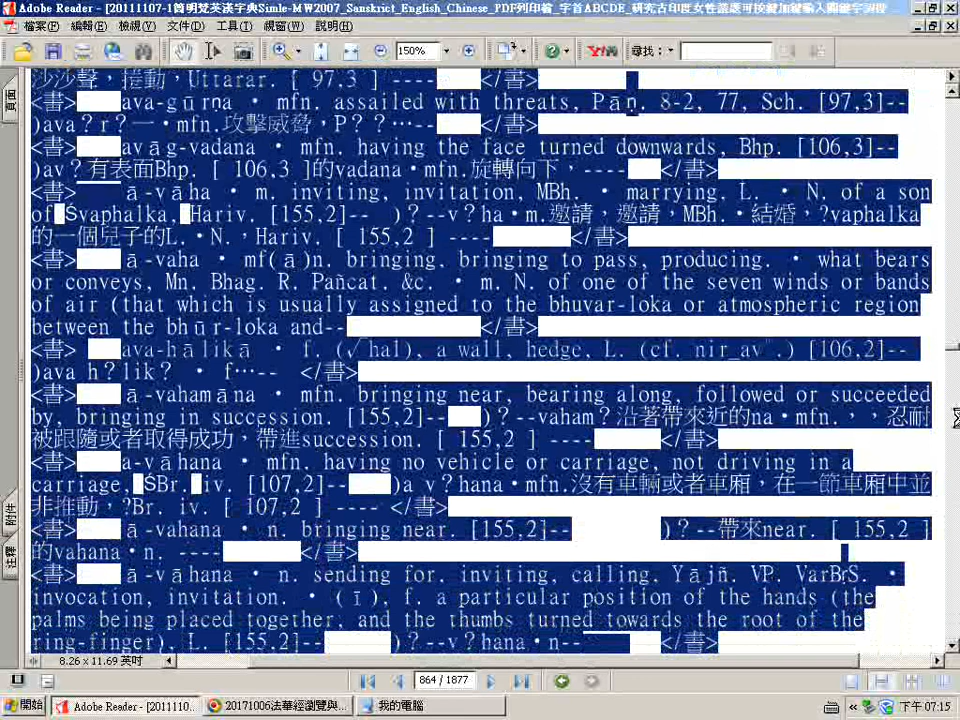 Adobe Reader - [20111107-1簡明梵英漢字典Simle-MW2007_Sanskrict_English_Chinese_PDF列印檔_字首ABCDE_研究古印度女性議題可按
檔案(F) 編輯(E) 檢視(V) 文件(D) 工具(T) 視窗(W) 說明(H)
150% Y! 尋找:
沙沙聲，捲動，Uttarar. [ 97,3 ] ---- </書>
<書> ava-gūrṇa • mfn. assailed with threats, Pāṇ. 8-2, 77, Sch. [97,3]--
)ava？r？一•mfn.攻擊威脅，P？？…-- </書>
<書> avāg-vadana • mfn. having the face turned downwards, Bhp. [106,3]--
)av？有表面Bhp. [ 106,3 ]的vadana•mfn.旋轉向下，---- </書>
<書> ā-vāha • m. inviting, invitation, MBh. • marrying, L. • N. of a son
of Śvaphalka, Hariv. [155,2]-- )？--v？ha•m.邀請，邀請，MBh.•結婚，?vaphalka
的一個兒子的L.•N.，Hariv. [ 155,2 ] ---- </書>
<書> ā-vaha • mf(ā)n. bringing, bringing to pass, producing. • what bears
or conveys, Mn. Bhag. R. Pañcat. &c. • m. N. of one of the seven winds or bands
of air (that which is usually assigned to the bhuvar-loka or atmospheric region
between the bhūr-loka and-- </書>
<書> ava-hālikā • f. (√hal), a wall, hedge, L. (cf. nir_av˚.) [106,2]--
)ava h？lik？ • f…-- </書>
<書> ā-vahamāna • mfn. bringing near, bearing along, followed or succeeded
by, bringing in succession. [155,2]-- )？--vaham？沿著帶來近的na•mfn.，，忍耐
被跟隨或者取得成功，帶進succession. [ 155,2 ] ---- </書>
<書> a-vāhana • mfn. having no vehicle or carriage, not driving in a
carriage, ŚBr. iv. [107,2]-- )a v？hana•mfn.沒有車輛或者車廂，在一節車廂中並
非推動，?Br. iv. [ 107,2 ] ---- </書>
<書> ā-vahana • n. bringing near. [155,2]-- )？--帶來near. [ 155,2 ]
的vahana•n. ---- </書>
<書> ā-vāhana • n. sending for, inviting, calling, Yājñ. VP. VarBṛS. •
invocation, invitation. • (ī), f. a particular position of the hands (the
palms being placed together, and the thumbs turned towards the root of the
ring-finger), L. [155,2]-- )？--v？hana•n-- </書>
頁面
附件
注釋
8.26 x 11.69 英吋
864 / 1877
開始 Adobe Reader - [2011110... 20171006法華經瀏覽與... 我的電腦 下午 07:15